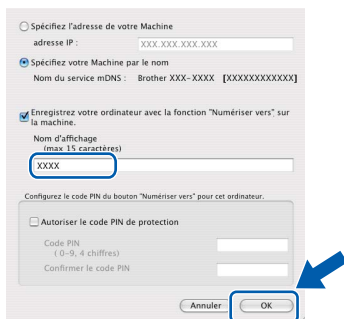 Spécifiez l'adresse de votre Machine
adresse IP :
XXX.XXX.XXX.XXX
Spécifiez votre Machine par le nom
Nom du service mDNS : Brother XXX-XXXX [XXXXXXXXXXXX]
Enregistrez votre ordinateur avec la fonction "Numériser vers" sur
la machine.
Nom d'affichage
(max 15 caractères)
XXXX
Configurez le code PIN du bouton "Numériser vers" pour cet ordinateur.
Autoriser le code PIN de protection
Code PIN
( 0-9, 4 chiffres)
Confirmer le code PIN
Annuler
OK